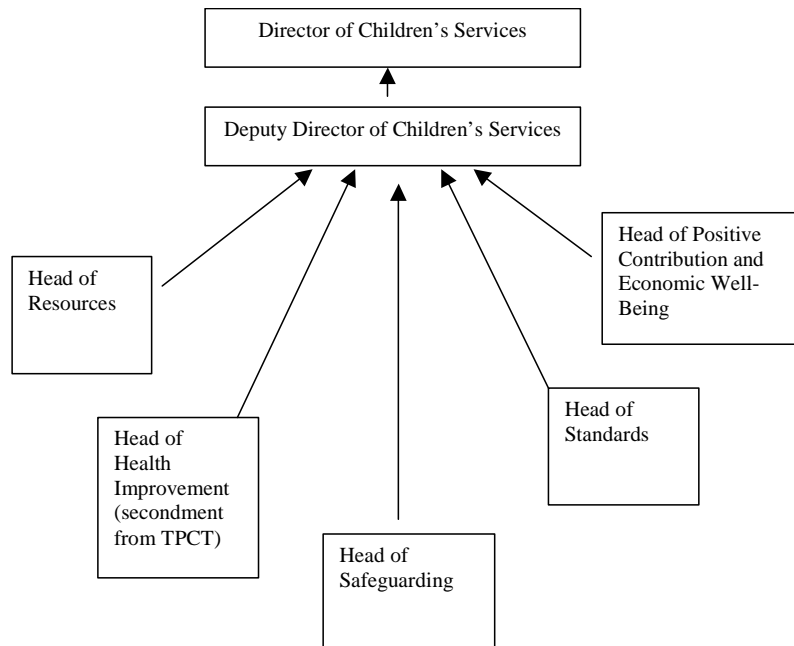 Director of Children’s Services
Deputy Director of Children’s Services
Head of Positive
Contribution and
Economic Well-
Being
Head of
Resources
Head of
Standards
Head of
Health
Improvement
(secondment
from TPCT)
Head of
Safeguarding